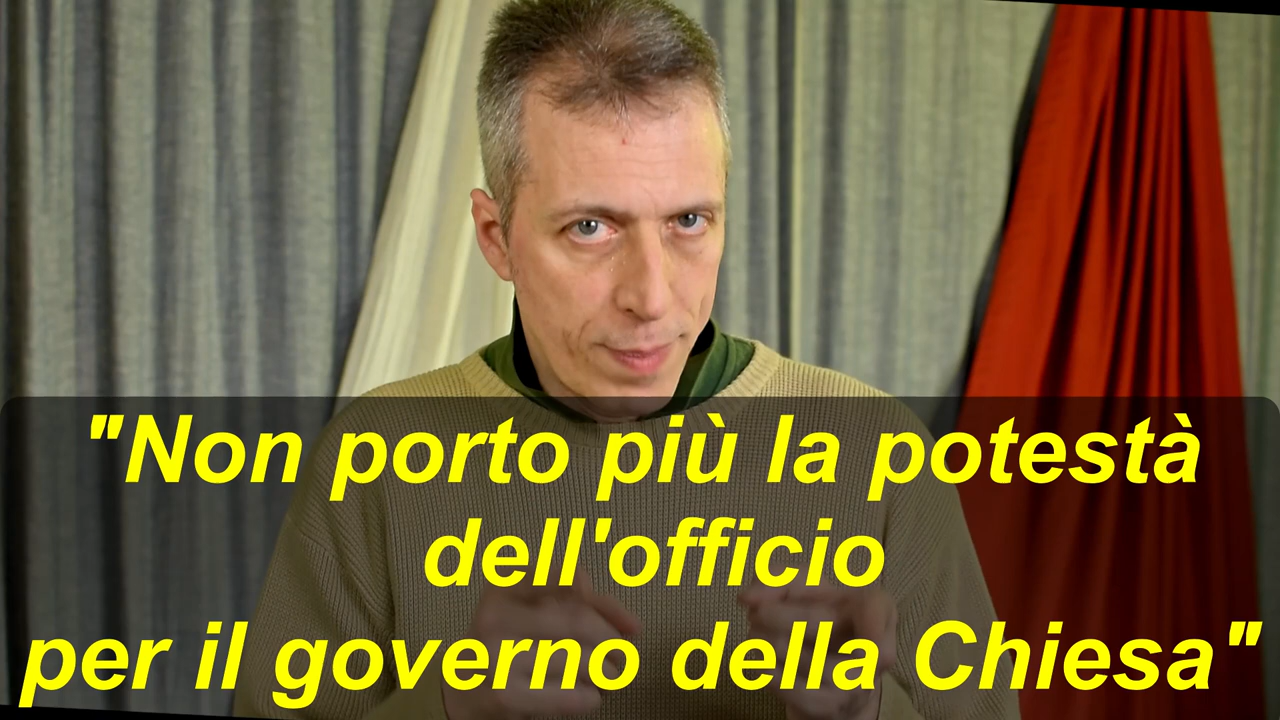 "Non porto più la potestà
dell'officio
per il governo della Chiesa"